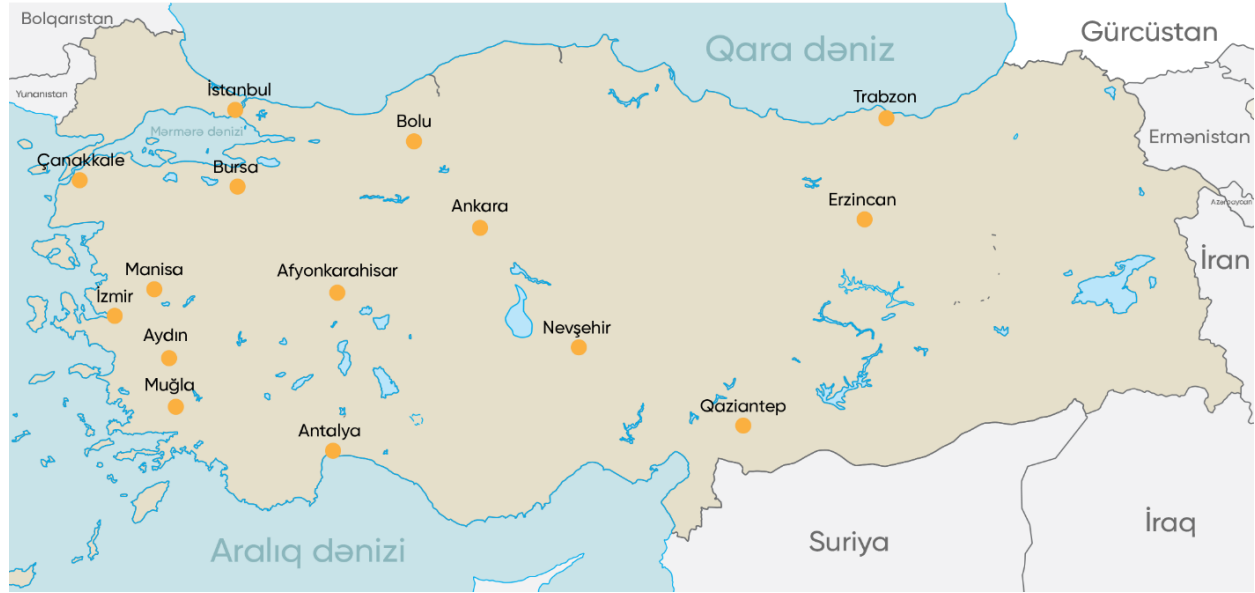 Bolqarıstan
Qara dəniz
Gürcüstan
Yunanıstan
İstanbul
Trabzon
Mərmərə dənizi
Bolu
Ermənistan
Çanakkale
Bursa
Ankara
Erzincan
Azərbaycan
İran
Manisa
Afyonkarahisar
İzmir
Aydın
Nevşehir
Muğla
Qaziantep
Antalya
Aralıq dənizi
Suriya
İraq